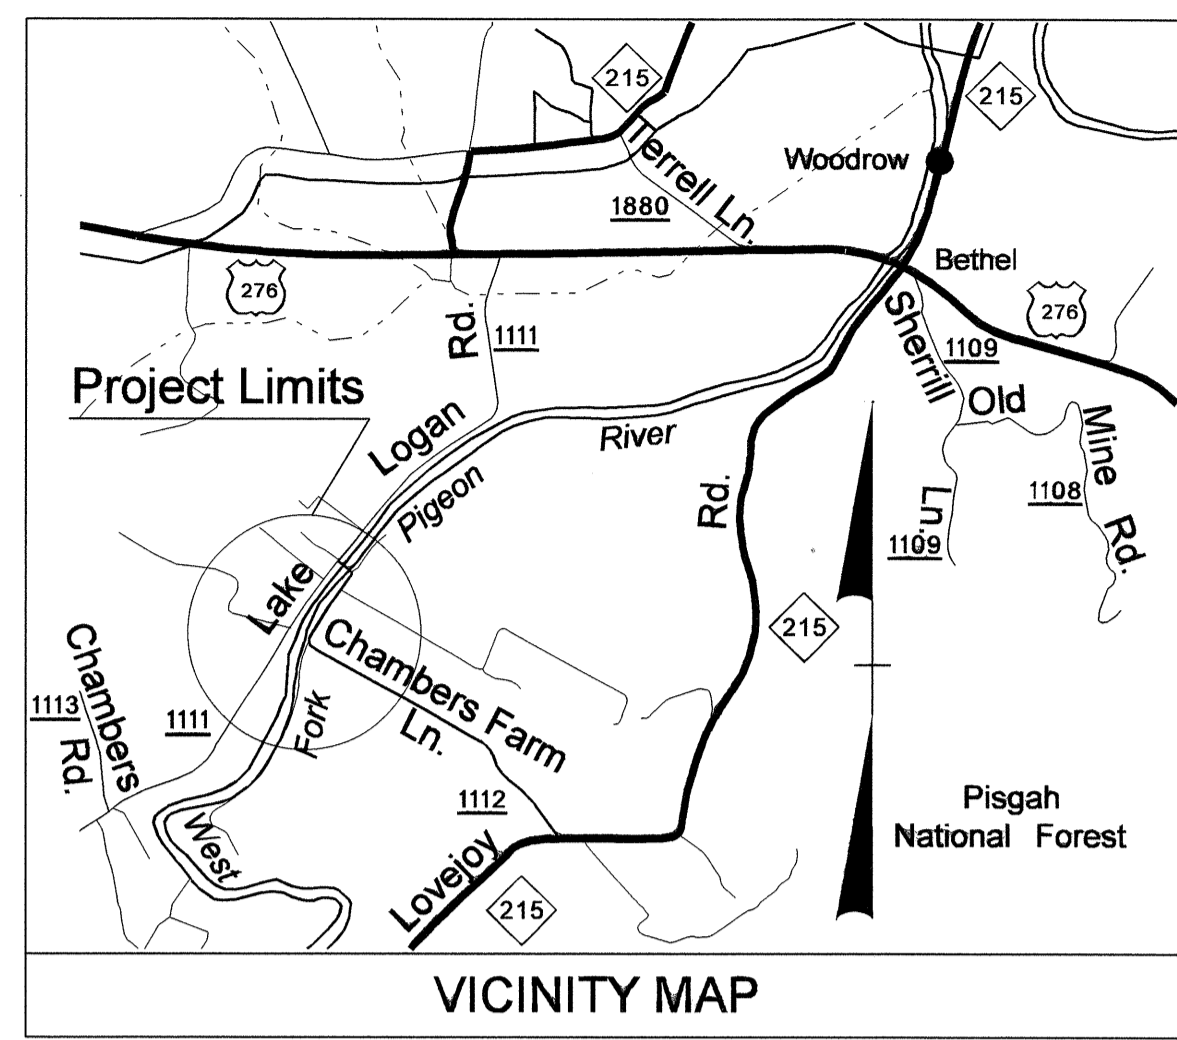 215
215
Terrell Ln.
Woodrow
1880
Bethel
276
276
Rd.
1111
Sherrill
1109
Project Limits
Old
Mine
Logan
River
Pigeon
Rd.
Ln.
1108
Rd.
1109
Lake
215
Chambers
Chambers Farm
Ln.
1113
Rd.
1111
Fork
1112
Pisgah
National Forest
West
Lovejoy
215
VICINITY MAP